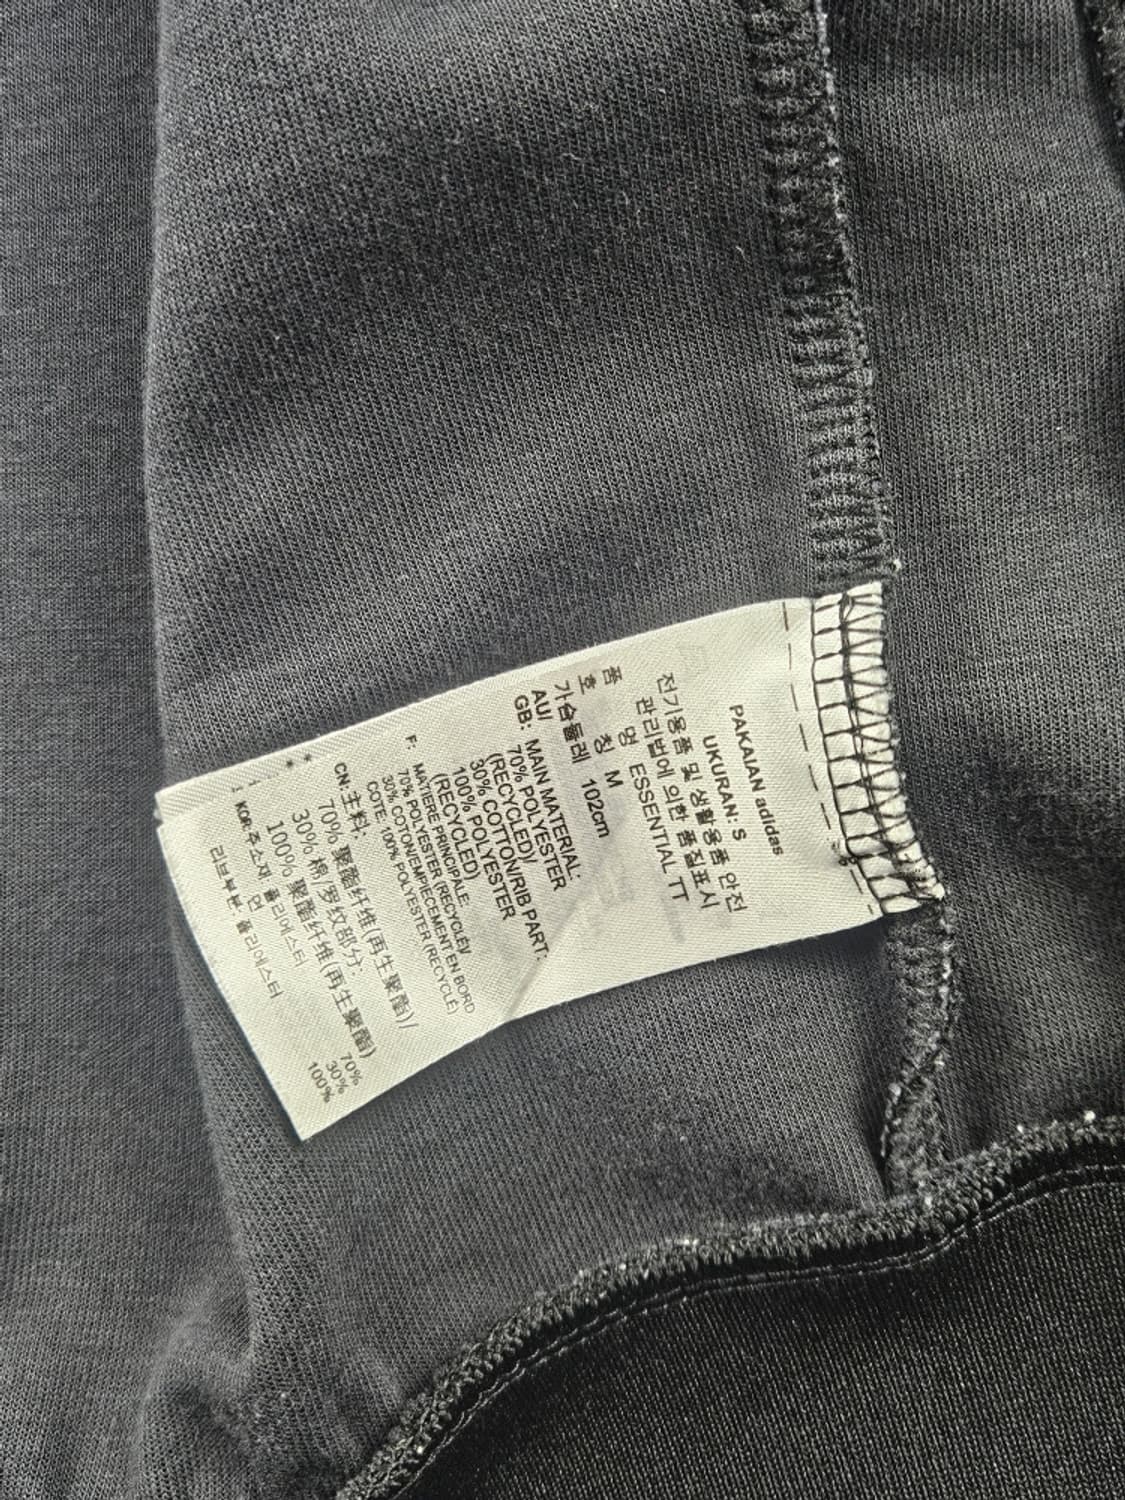 PAKAIAN adidas
UKURAN: S
전기용품 및 생활용품 안전
관리법에 의한 품질표시
품 명 ESSENTIAL TT
호 칭 M
가슴둘레 102cm
AU/
GB: MAIN MATERIAL:
70% POLYESTER
(RECYCLED)/
30% COTTON/RIB PART:
100% POLYESTER
(RECYCLED)
F: MATIERE PRINCIPALE:
70% POLYESTER (RECYCLE)/
30% COTON/EMPIECEMENT EN BORD
COTE: 100% POLYESTER (RECYCLE)
CN: 主料:
70% 聚酯纤维(再生聚酯)/
30% 棉/罗纹部分:
100% 聚酯纤维(再生聚酯)
KOR: 주소재 : 폴리에스터 70%
면 30%
리브부분: 폴리에스터 100%